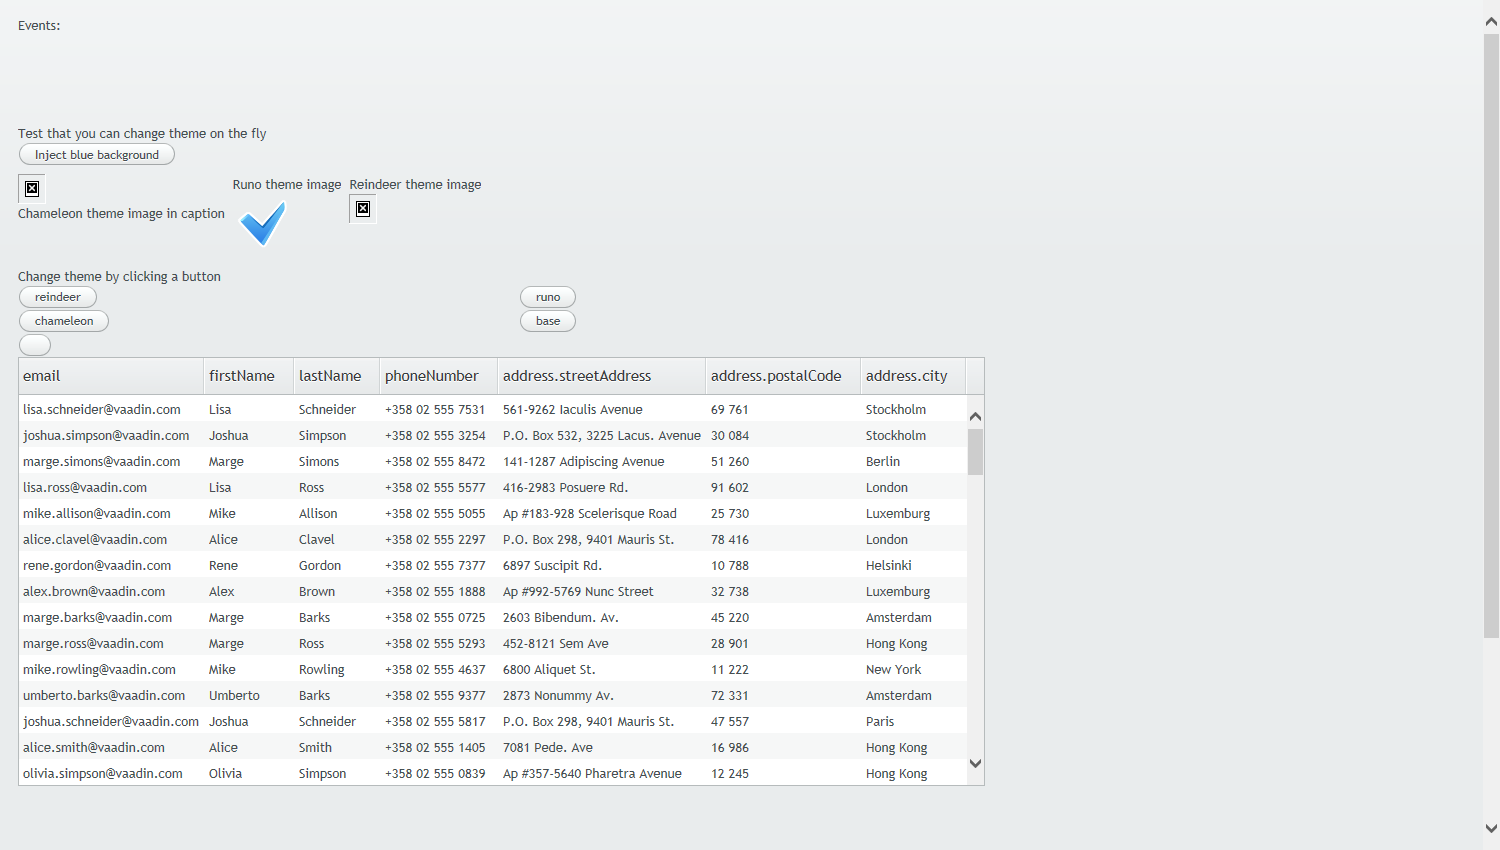 Events:
Test that you can change theme on the fly
Inject blue background
Runo theme image Reindeer theme image
Chameleon theme image in caption
Change theme by clicking a button
reindeer runo
chameleon base
email firstName lastName phoneNumber address.streetAddress address.postalCode address.city
lisa.schneider@vaadin.com Lisa Schneider +358 02 555 7531 561-9262 Iaculis Avenue 69 761 Stockholm
joshua.simpson@vaadin.com Joshua Simpson +358 02 555 3254 P.O. Box 532, 3225 Lacus. Avenue 30 084 Stockholm
marge.simons@vaadin.com Marge Simons +358 02 555 8472 141-1287 Adipiscing Avenue 51 260 Berlin
lisa.ross@vaadin.com Lisa Ross +358 02 555 5577 416-2983 Posuere Rd. 91 602 London
mike.allison@vaadin.com Mike Allison +358 02 555 5055 Ap #183-928 Scelerisque Road 25 730 Luxemburg
alice.clavel@vaadin.com Alice Clavel +358 02 555 2297 P.O. Box 298, 9401 Mauris St. 78 416 London
rene.gordon@vaadin.com Rene Gordon +358 02 555 7377 6897 Suscipit Rd. 10 788 Helsinki
alex.brown@vaadin.com Alex Brown +358 02 555 1888 Ap #992-5769 Nunc Street 32 738 Luxemburg
marge.barks@vaadin.com Marge Barks +358 02 555 0725 2603 Bibendum. Av. 45 220 Amsterdam
marge.ross@vaadin.com Marge Ross +358 02 555 5293 452-8121 Sem Ave 28 901 Hong Kong
mike.rowling@vaadin.com Mike Rowling +358 02 555 4637 6800 Aliquet St. 11 222 New York
umberto.barks@vaadin.com Umberto Barks +358 02 555 9377 2873 Nonummy Av. 72 331 Amsterdam
joshua.schneider@vaadin.com Joshua Schneider +358 02 555 5817 P.O. Box 298, 9401 Mauris St. 47 557 Paris
alice.smith@vaadin.com Alice Smith +358 02 555 1405 7081 Pede. Ave 16 986 Hong Kong
olivia.simpson@vaadin.com Olivia Simpson +358 02 555 0839 Ap #357-5640 Pharetra Avenue 12 245 Hong Kong